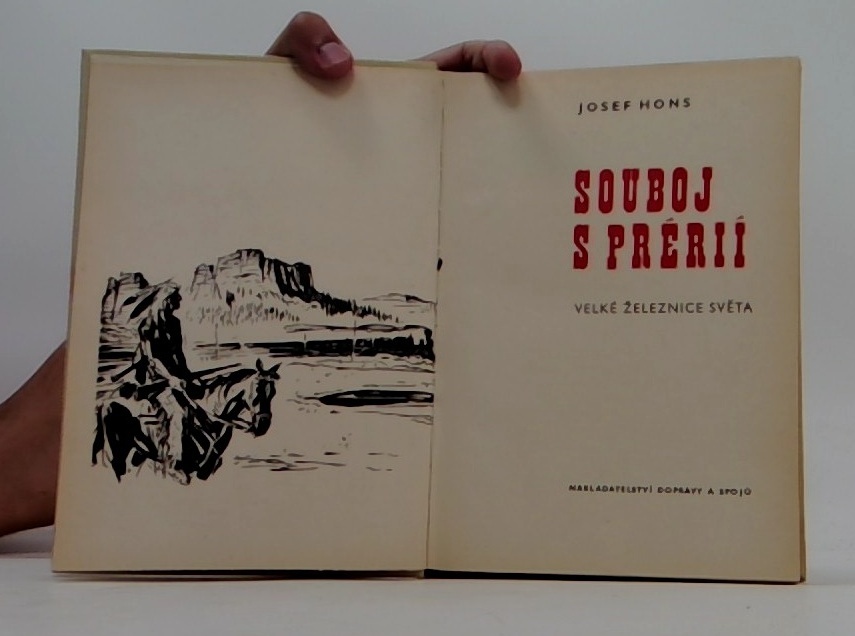 JOSEF HONS
SOUBOJ
S PRÉRIÍ
VELKÉ ŽELEZNICE SVĚTA
NAKLADATELSTVÍ DOPRAVY A SPOJŮ